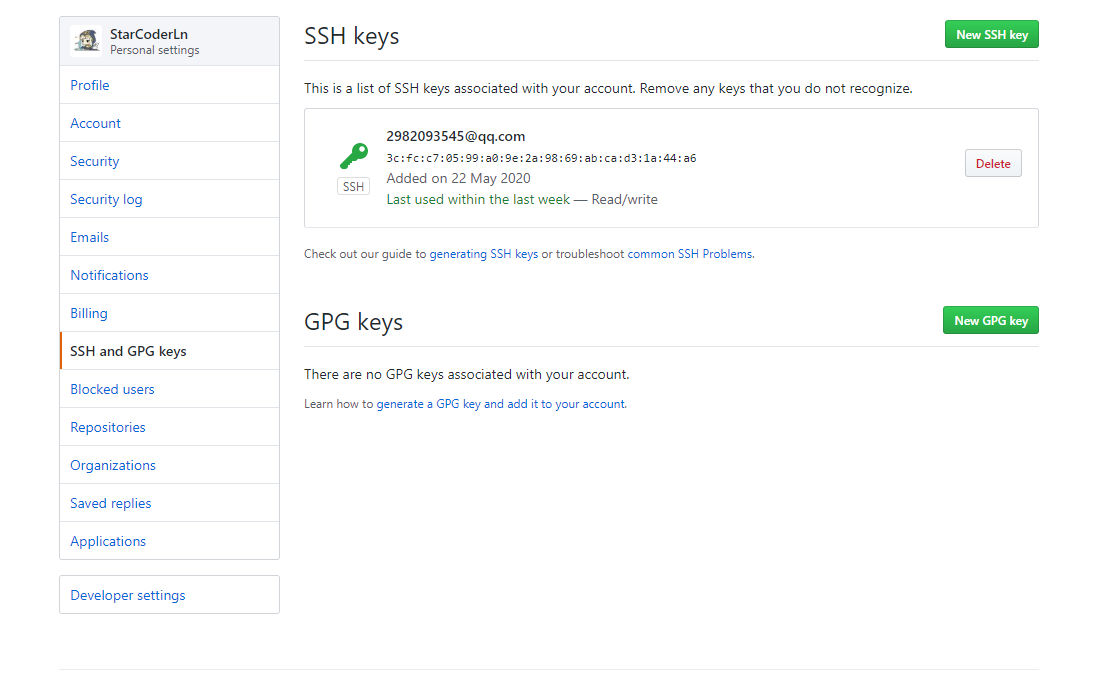 StarCoderLn
Personal settings
Profile
Account
Security
Security log
Emails
Notifications
Billing
SSH and GPG keys
Blocked users
Repositories
Organizations
Saved replies
Applications
Developer settings
SSH keys
New SSH key
This is a list of SSH keys associated with your account. Remove any keys that you do not recognize.
SSH
2982093545@qq.com
3c:fc:c7:05:99:a0:9e:2a:98:69:ab:ca:d3:1a:44:a6
Added on 22 May 2020
Last used within the last week — Read/write
Delete
Check out our guide to generating SSH keys or troubleshoot common SSH Problems.
GPG keys
New GPG key
There are no GPG keys associated with your account.
Learn how to generate a GPG key and add it to your account.